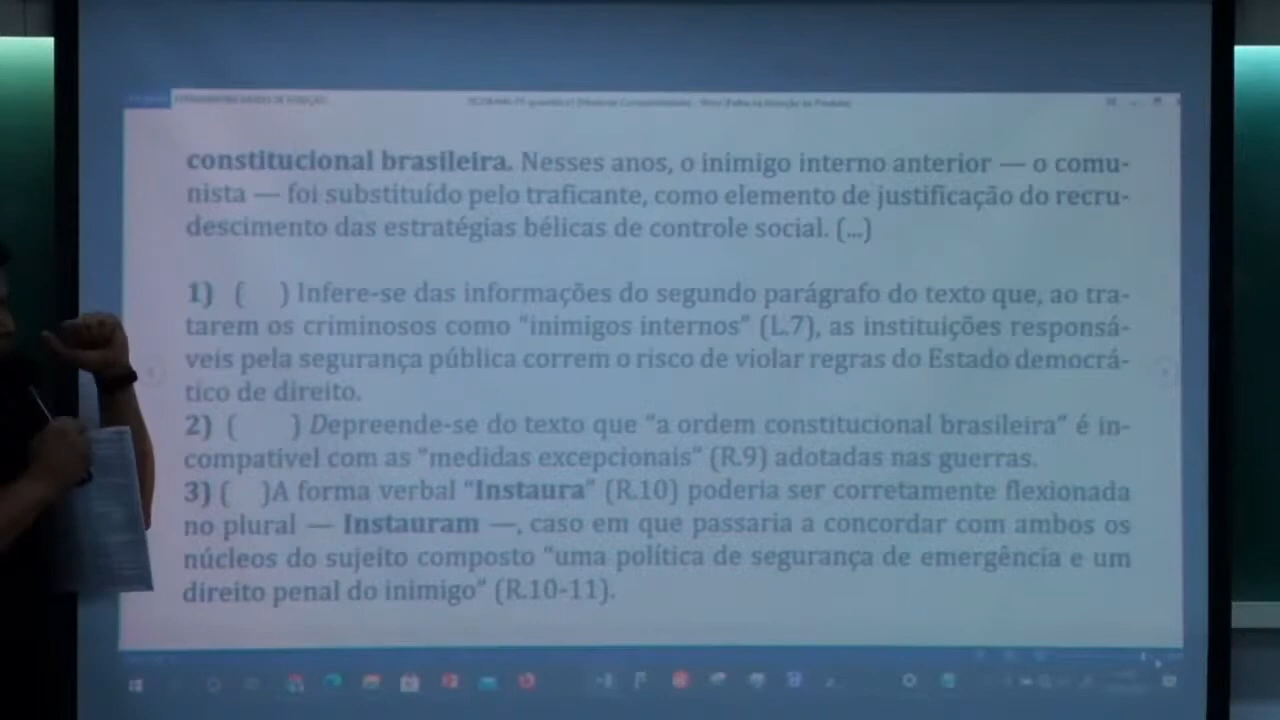 constitucional brasileira. Nesses anos, o inimigo interno anterior — o comu-
nista — foi substituído pelo traficante, como elemento de justificação do recru-
descimento das estratégias bélicas de controle social. (...)
1) ( ) Infere-se das informações do segundo parágrafo do texto que, ao tra-
tarem os criminosos como “inimigos internos” (L.7), as instituições responsá-
veis pela segurança pública correm o risco de violar regras do Estado democrá-
tico de direito.
2) ( ) Depreende-se do texto que “a ordem constitucional brasileira” é in-
compatível com as “medidas excepcionais” (R.9) adotadas nas guerras.
3) ( )A forma verbal “Instaura” (R.10) poderia ser corretamente flexionada
no plural — Instauram —, caso em que passaria a concordar com ambos os
núcleos do sujeito composto “uma política de segurança de emergência e um
direito penal do inimigo” (R.10-11).